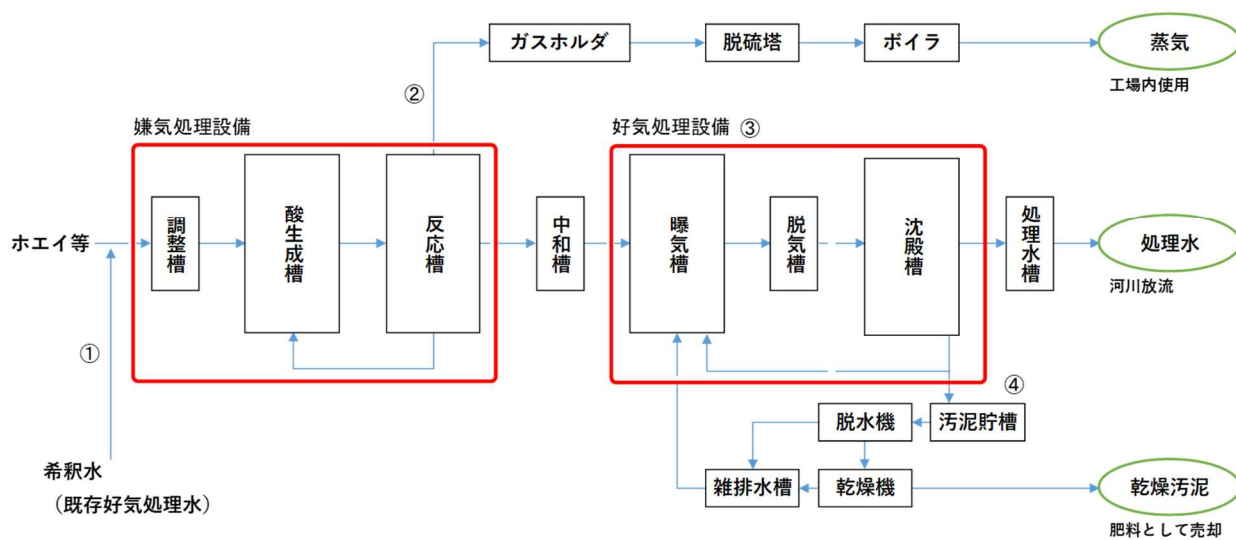 ガスホルダ
脱硫塔
ボイラ
蒸気
工場内使用
②
嫌気処理設備
好気処理設備 ③
ホエイ等
調整槽
酸生成槽
反応槽
中和槽
曝気槽
脱気槽
沈殿槽
処理水槽
処理水
河川放流
①
④
脱水機
汚泥貯槽
希釈水
（既存好気処理水）
雑排水槽
乾燥機
乾燥汚泥
肥料として売却